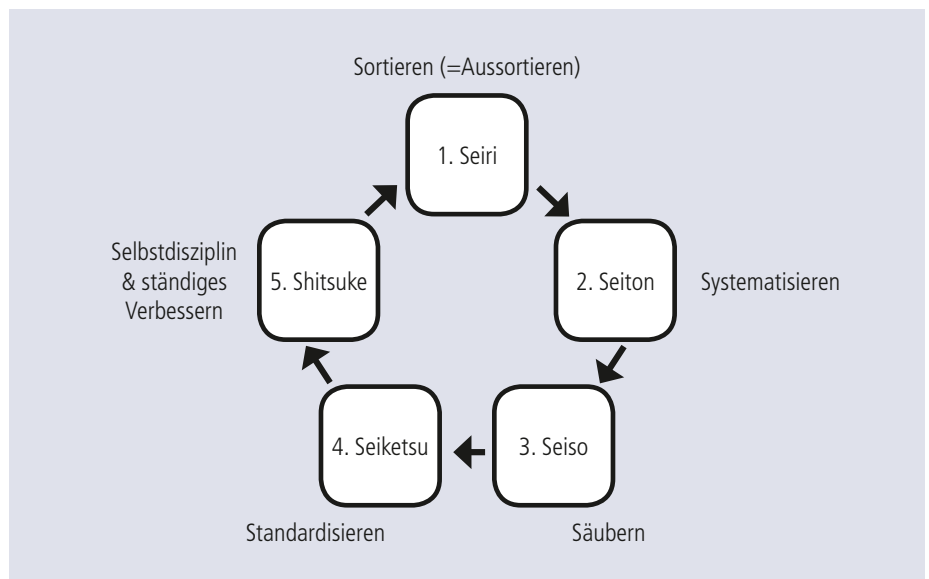 Sortieren (=Aussortieren)
1. Seiri
2. Seiton
Systematisieren
3. Seiso
Säubern
4. Seiketsu
Standardisieren
5. Shitsuke
Selbstdisziplin
& ständiges
Verbessern